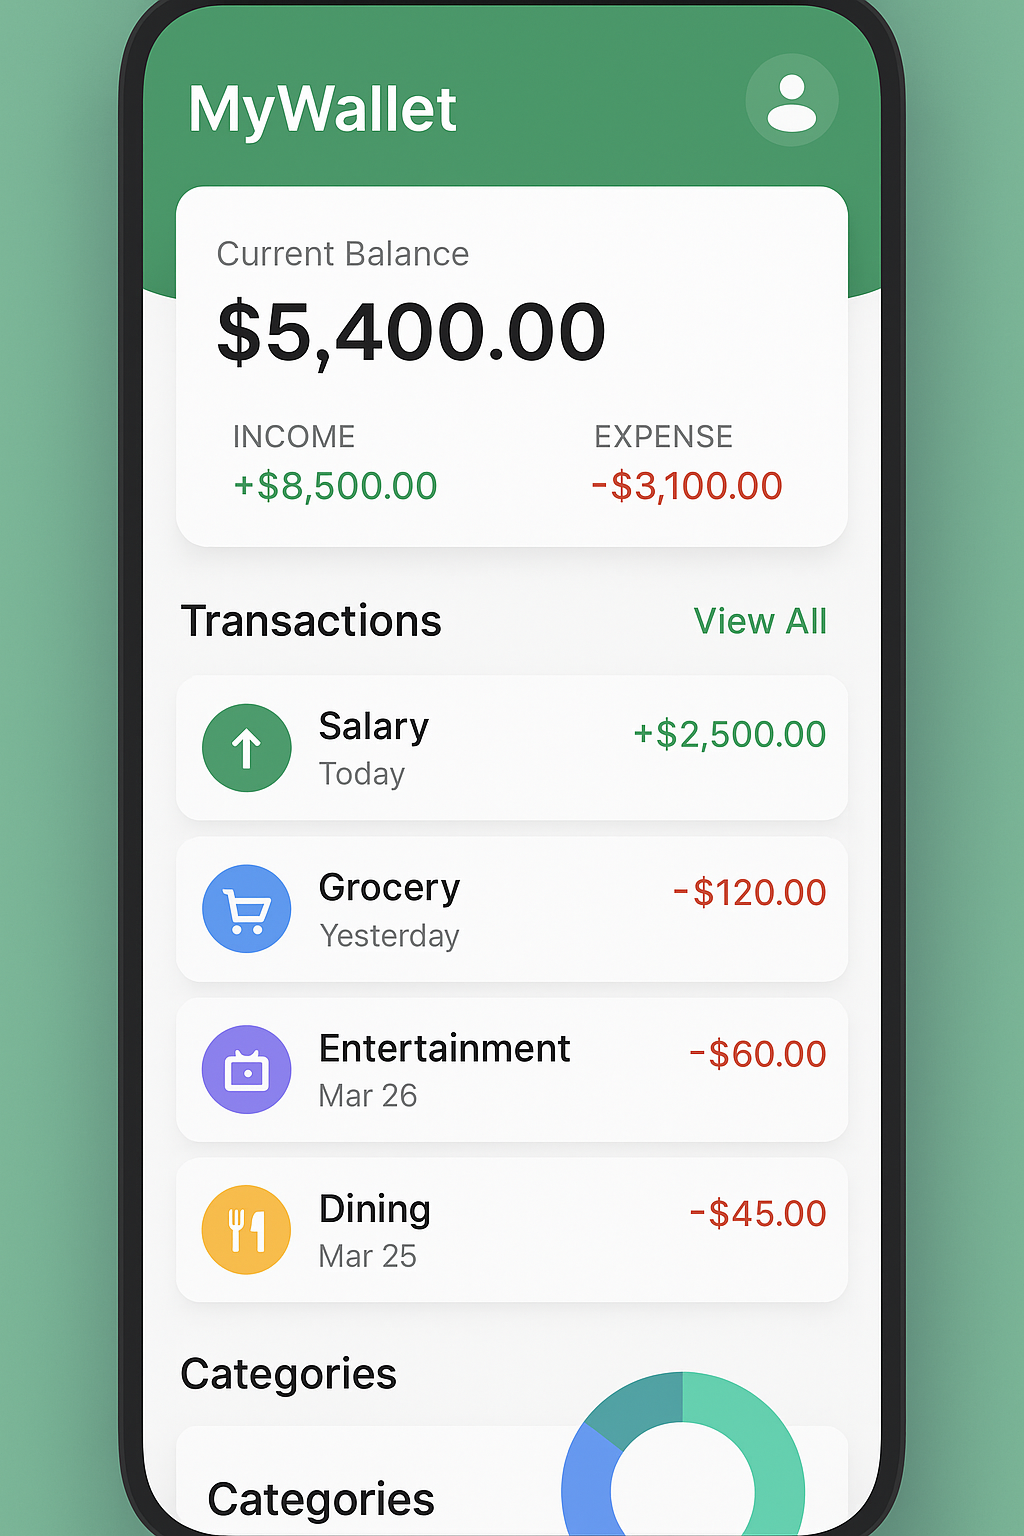 MyWallet
Current Balance
$5,400.00
INCOME EXPENSE
+$8,500.00 -$3,100.00
Transactions View All
Salary +$2,500.00
Today
Grocery -$120.00
Yesterday
Entertainment -$60.00
Mar 26
Dining -$45.00
Mar 25
Categories
Categories